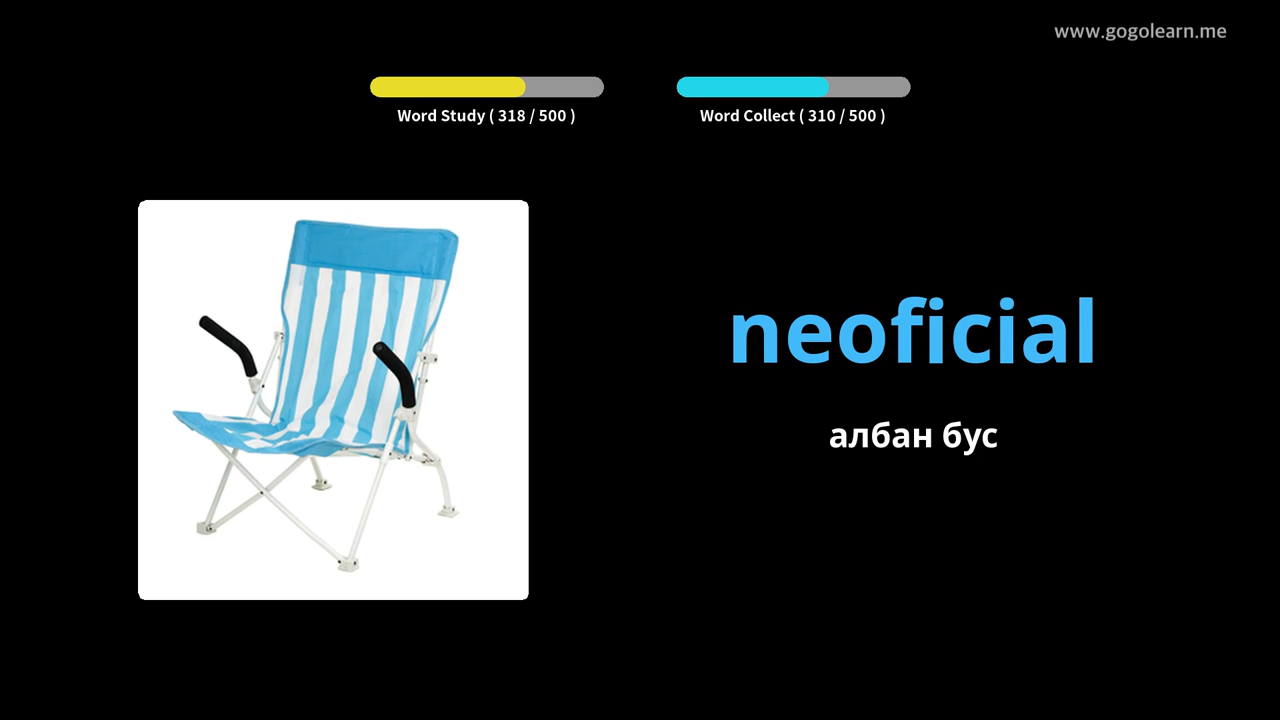 www.gogolearn.me
Word Study ( 318 / 500 )
Word Collect ( 310 / 500 )
neoficial
албан бус